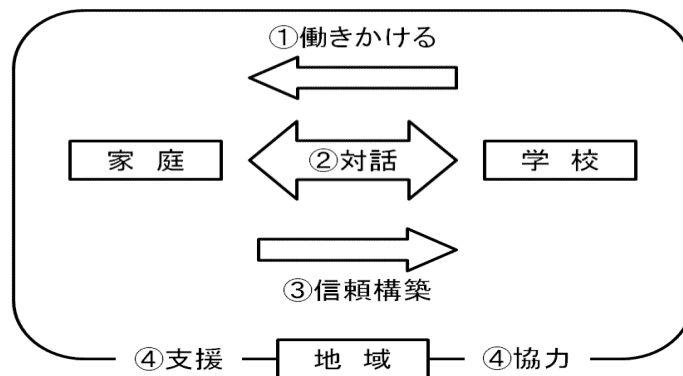 ①働きかける
家庭 ②対話 学校
③信頼構築
④支援 地域 ④協力